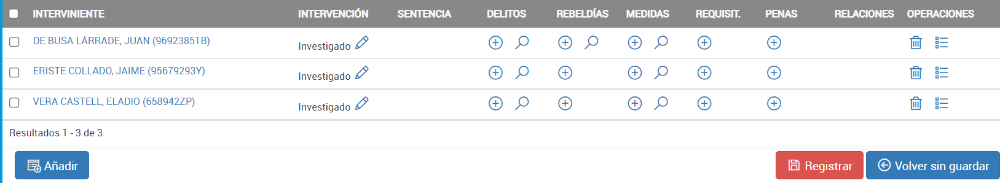 INTERVINIENTE INTERVENCIÓN SENTENCIA DELITOS REBELDÍAS MEDIDAS REQUISIT. PENAS RELACIONES OPERACIONES
DE BUSA LÁRRADE, JUAN (96923851B) Investigado
ERISTE COLLADO, JAIME (95679293Y) Investigado
VERA CASTELL, ELADIO (658942ZP) Investigado
Resultados 1 - 3 de 3.
Añadir Registrar Volver sin guardar